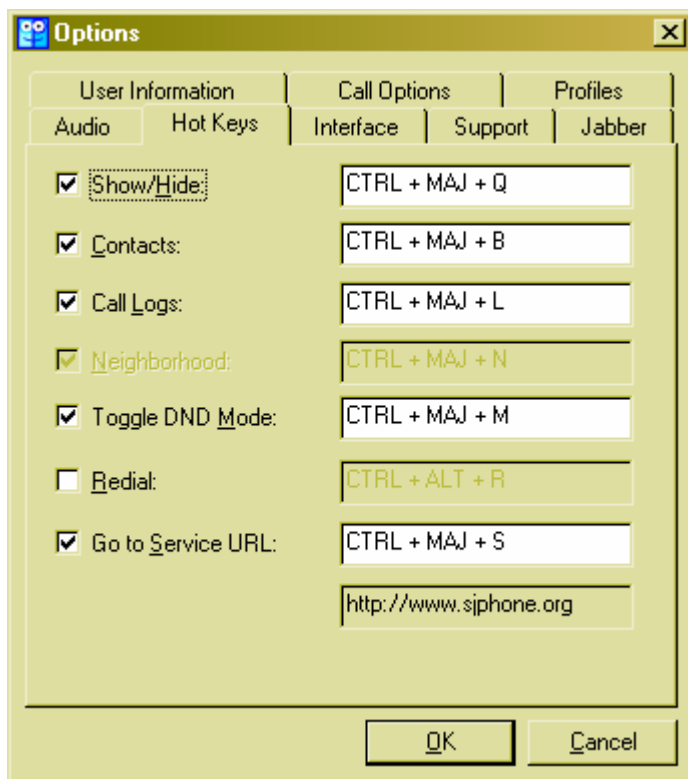 Options
User Information
Call Options
Profiles
Audio
Hot Keys
Interface
Support
Jabber
Show/Hide:
CTRL + MAJ + Q
Contacts:
CTRL + MAJ + B
Call Logs:
CTRL + MAJ + L
Neighborhood:
CTRL + MAJ + N
Toggle DND Mode:
CTRL + MAJ + M
Redial:
CTRL + ALT + R
Go to Service URL:
CTRL + MAJ + S
http://www.sjphone.org
OK
Cancel